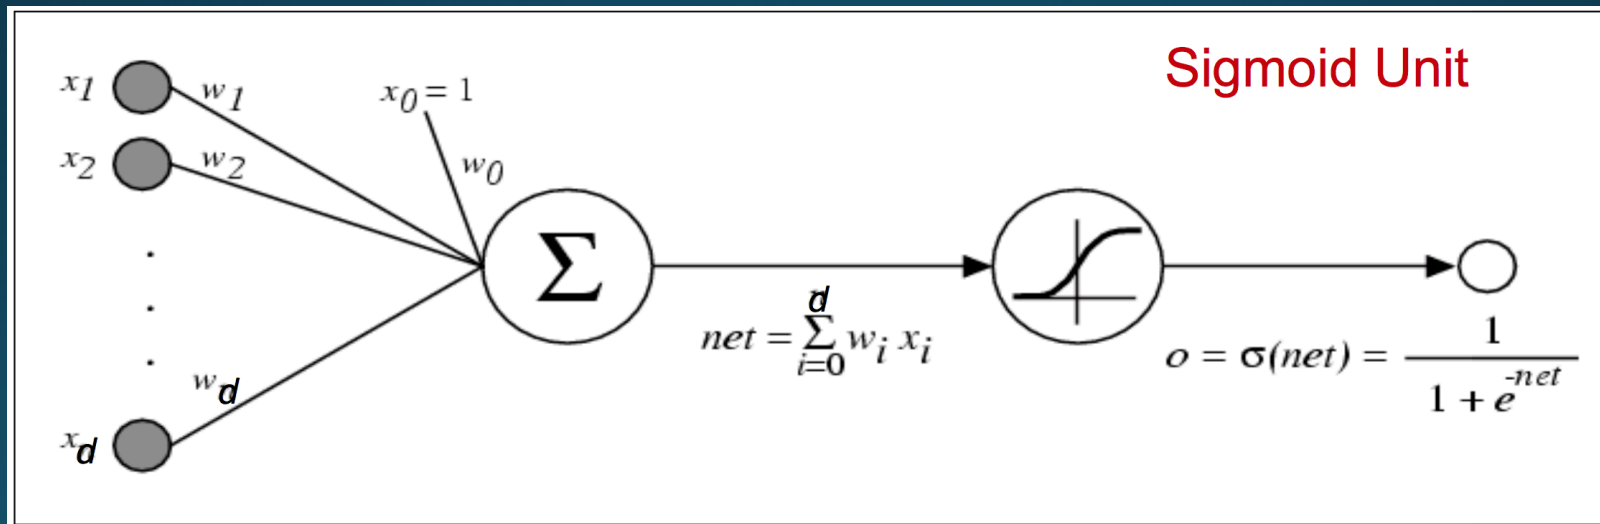 Sigmoid Unit
x1
w1
x0 = 1
x2
w2
w0
Σ
d
net = Σ wi xi
i=0
1
o = σ(net) =
1 + e -net
wd
xd